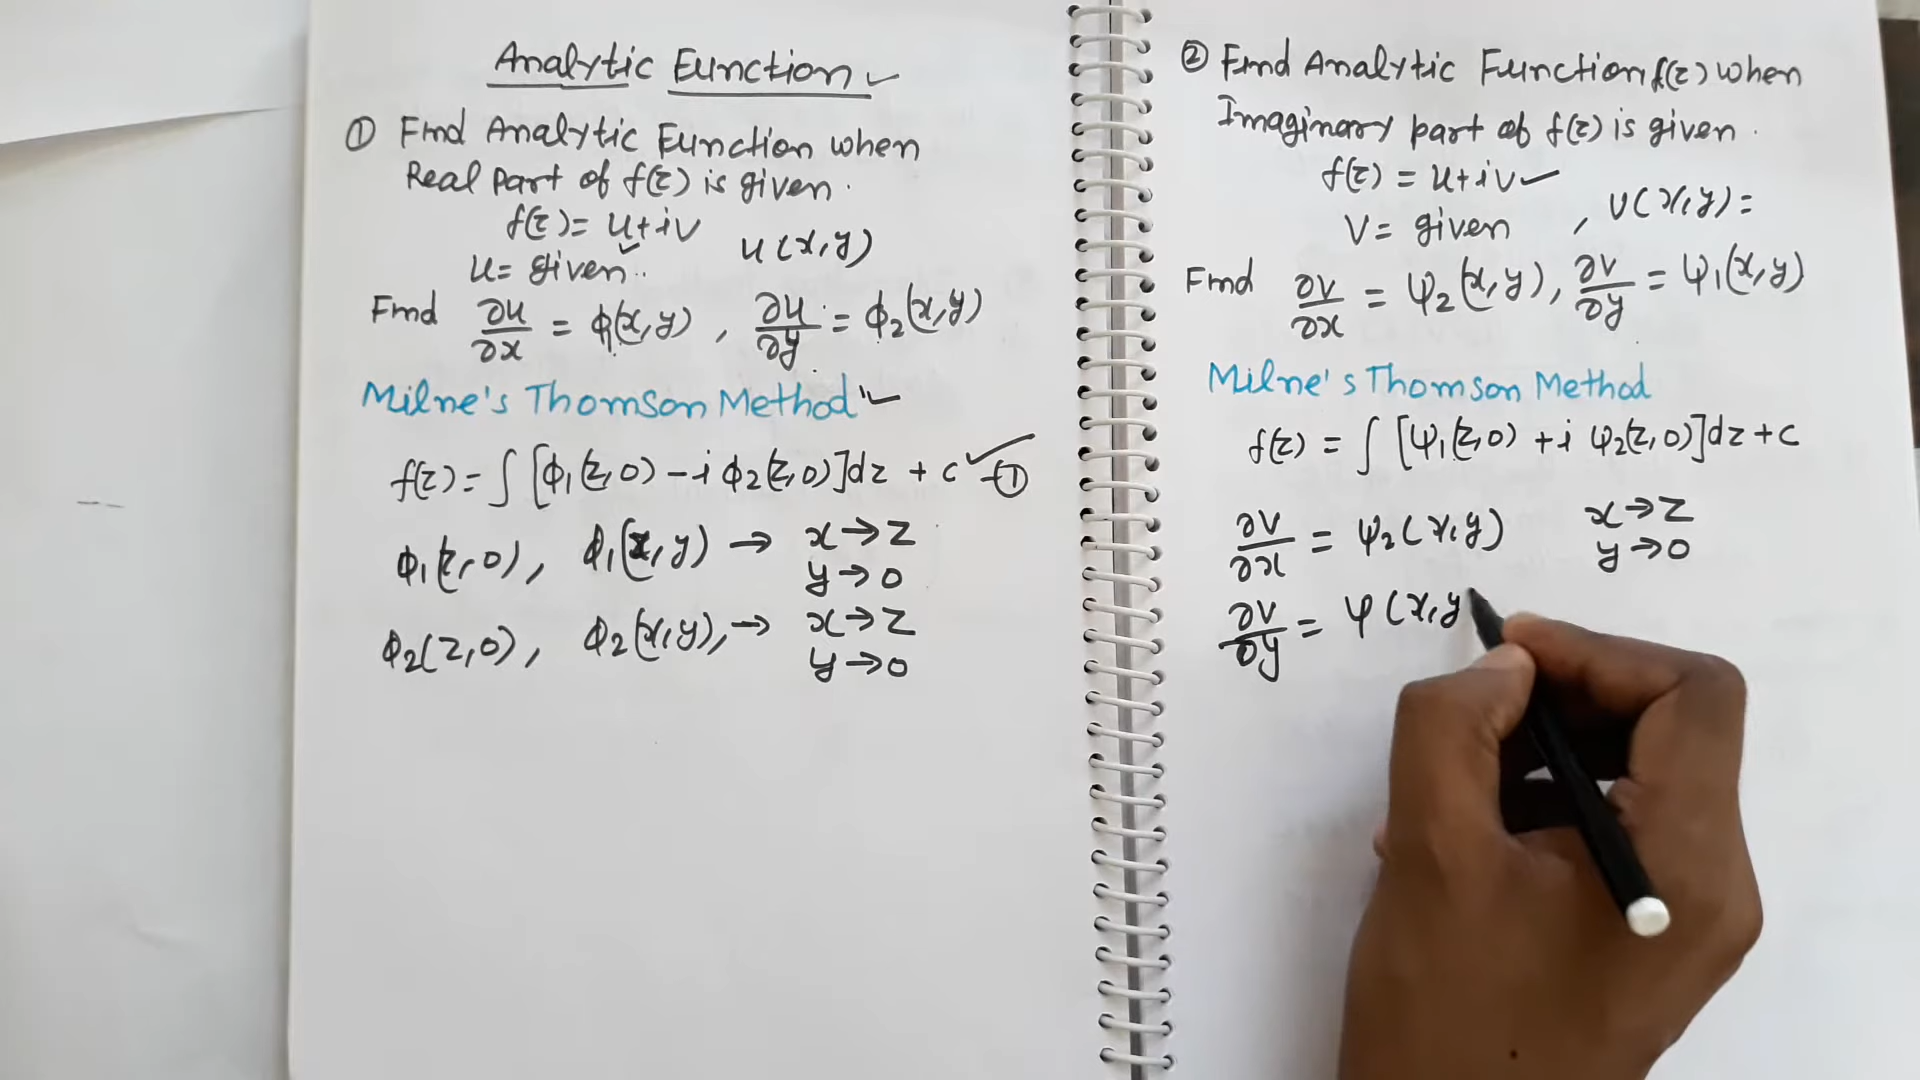 Analytic Function
① Find Analytic Function when
Real Part of f(z) is given.
f(z) = u+iv
u(x,y)
u = given..
Find ∂u/∂x = ϕ₁(x,y) , ∂u/∂y = ϕ₂(x,y)
Milne's Thomson Method
f(z) = ∫ [ϕ₁(z,0) - i ϕ₂(z,0)]dz + c -①
ϕ₁(z,0), ϕ₁(x,y) → x→z
y→0
ϕ₂(z,0), ϕ₂(x,y), → x→z
y→0
② Find Analytic Function f(z) when
Imaginary part of f(z) is given.
f(z) = u+iv
V = given , V(x,y) =
Find ∂v/∂x = ψ₂(x,y), ∂v/∂y = ψ₁(x,y)
Milne's Thomson Method
f(z) = ∫ [ψ₁(z,0) + i ψ₂(z,0)]dz + c
∂v/∂x = ψ₂(x,y) x→z
y→0
∂v/∂y = ψ(x,y